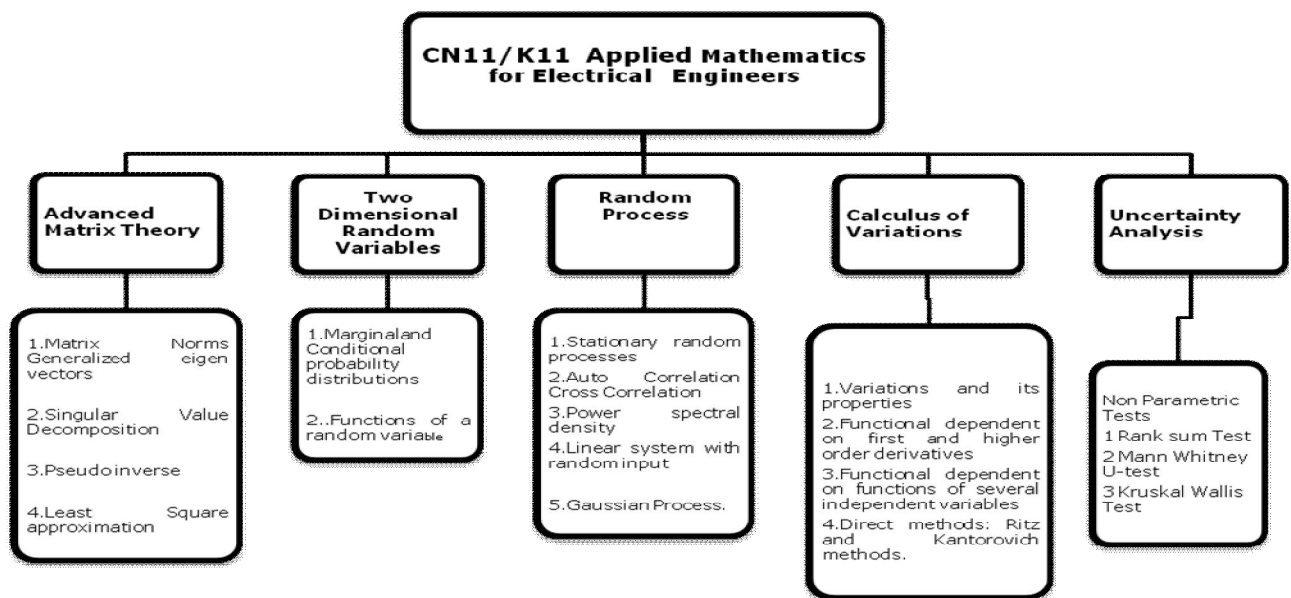 CN11/K11 Applied Mathematics
for Electrical Engineers
Advanced
Matrix Theory
Two
Dimensional
Random
Variables
Random
Process
Calculus of
Variations
Uncertainty
Analysis
1.Matrix Norms
Generalized eigen
vectors
2.Singular Value
Decomposition
3.Pseudo inverse
4.Least Square
approximation
1.Marginaland
Conditional
probability
distributions
2..Functions of a
random variable
1.Stationary random
processes
2.Auto Correlation
Cross Correlation
3.Power spectral
density
4.Linear system with
random input
5.Gaussian Process.
1.Variations and its
properties
2.Functional dependent
on first and higher
order derivatives
3.Functional dependent
on functions of several
independent variables
4.Direct methods: Ritz
and Kantorovich
methods.
Non Parametric
Tests
1 Rank sum Test
2 Mann Whitney
U-test
3 Kruskal Wallis
Test